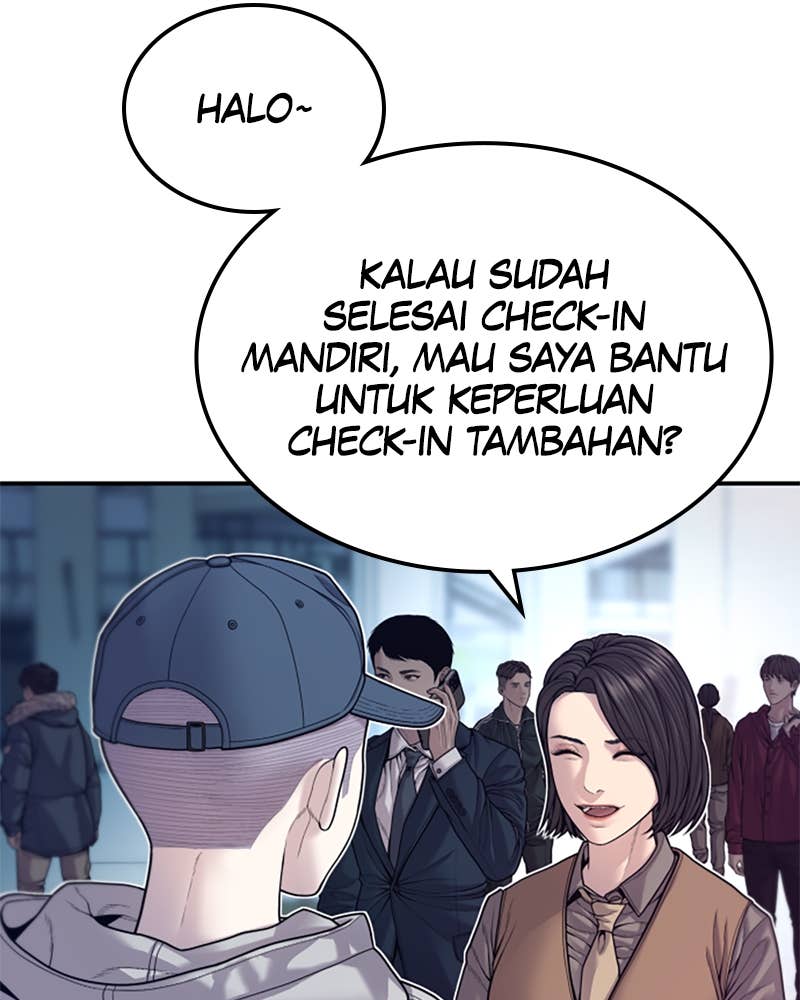 HALO~
KALAU SUDAH
SELESAI CHECK-IN
MANDIRI, MAU SAYA BANTU
UNTUK KEPERLUAN
CHECK-IN TAMBAHAN?